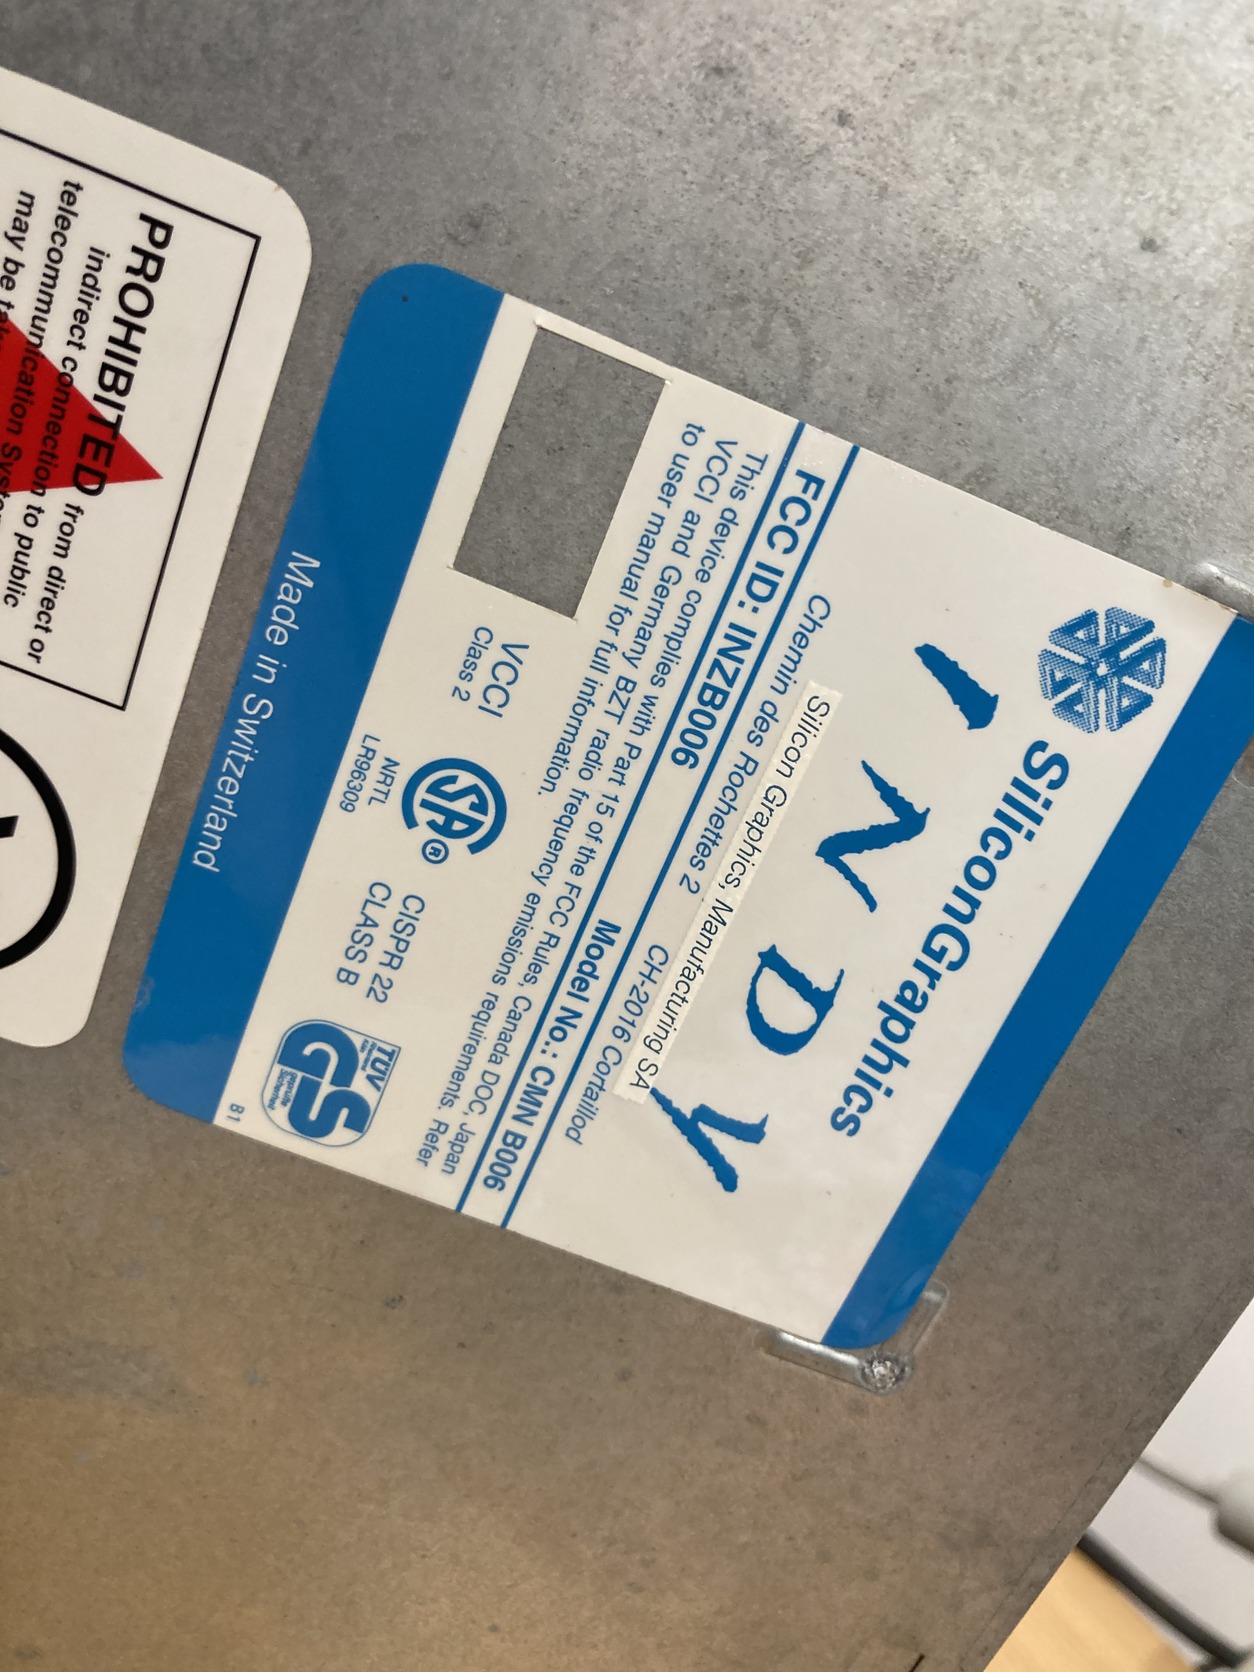 SiliconGraphics
INDY
Silicon Graphics, Manufacturing SA
Chemin des Rochettes 2 CH-2016 Cortaillod
FCC ID: INZB006 Model No.: CMN B006
This device complies with Part 15 of the FCC Rules, Canada DOC, Japan
VCCI and Germany BZT radio frequency emissions requirements. Refer
to user manual for full information.
VCCI
Class 2
SA®
NRTL
LR96309
CISPR 22
CLASS B
TÜV
GS
geprüfte
Sicherheit
B1
Made in Switzerland
PROHIBITED from direct or
indirect connection to public
telecommunication
may be